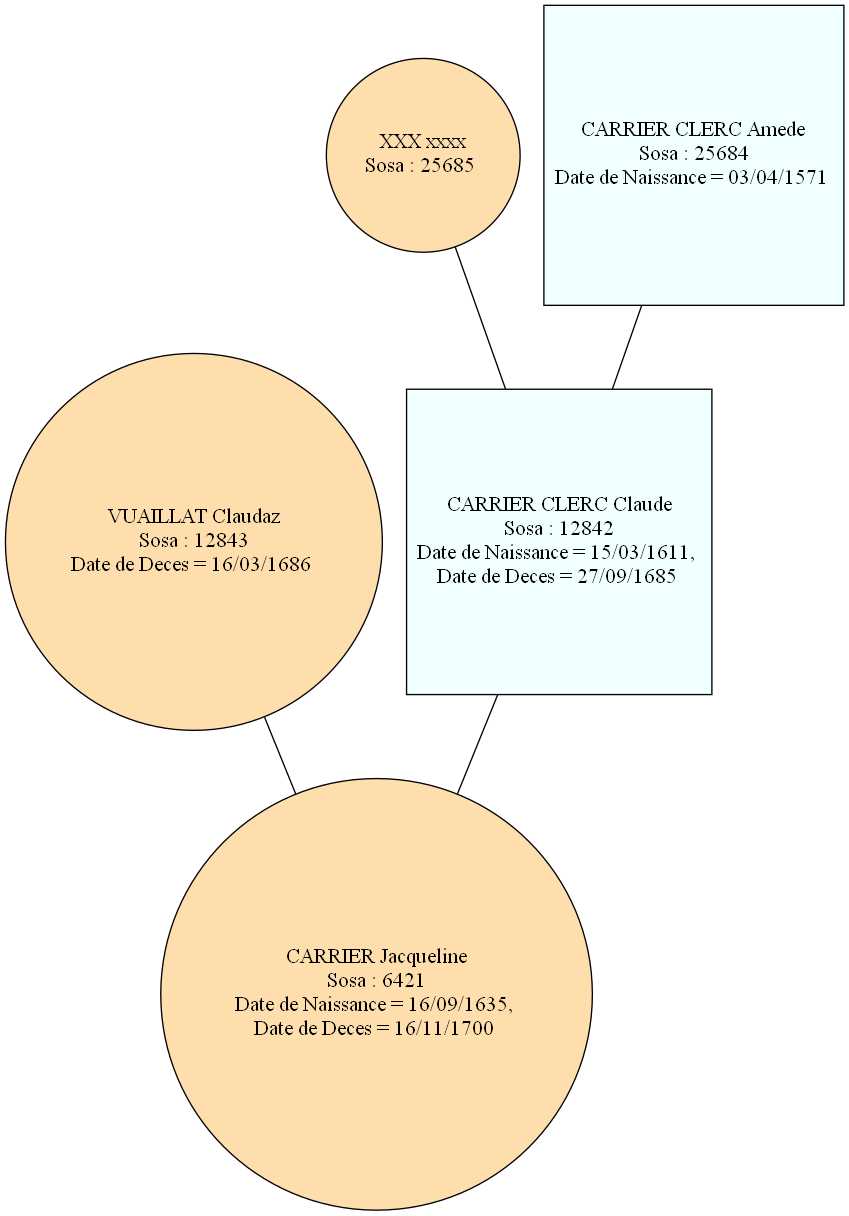 XXX xxxx
Sosa : 25685
CARRIER CLERC Amede
Sosa : 25684
Date de Naissance = 03/04/1571
VUAILLAT Claudaz
Sosa : 12843
Date de Deces = 16/03/1686
CARRIER CLERC Claude
Sosa : 12842
Date de Naissance = 15/03/1611,
Date de Deces = 27/09/1685
CARRIER Jacqueline
Sosa : 6421
Date de Naissance = 16/09/1635,
Date de Deces = 16/11/1700